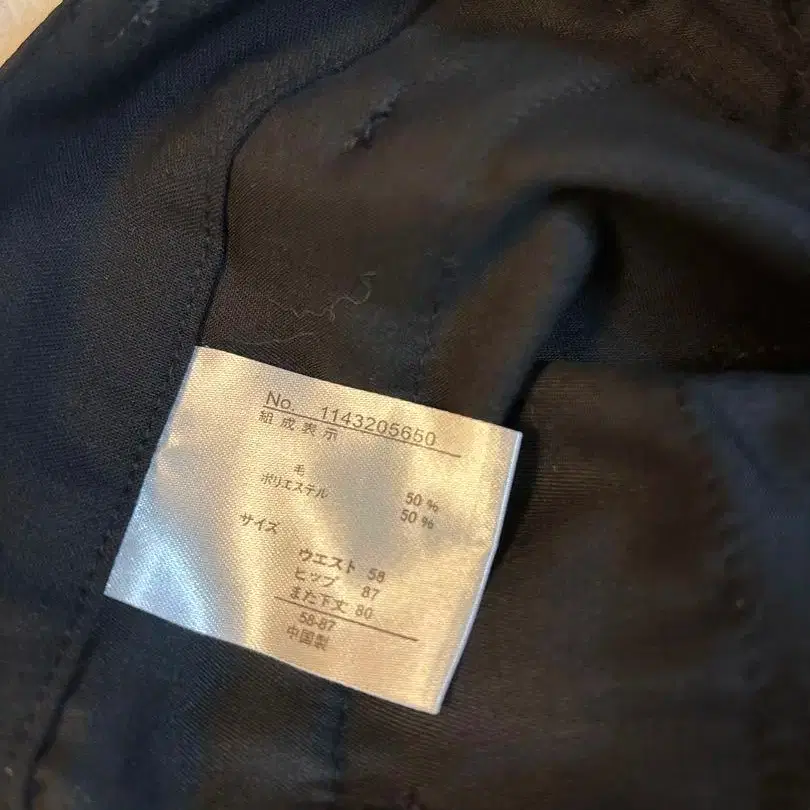 No. 1143205650
組成表示
毛 50%
ポリエステル 50%
サイズ
ウエスト 58
ヒップ 87
また下丈 80
58-87
中国製